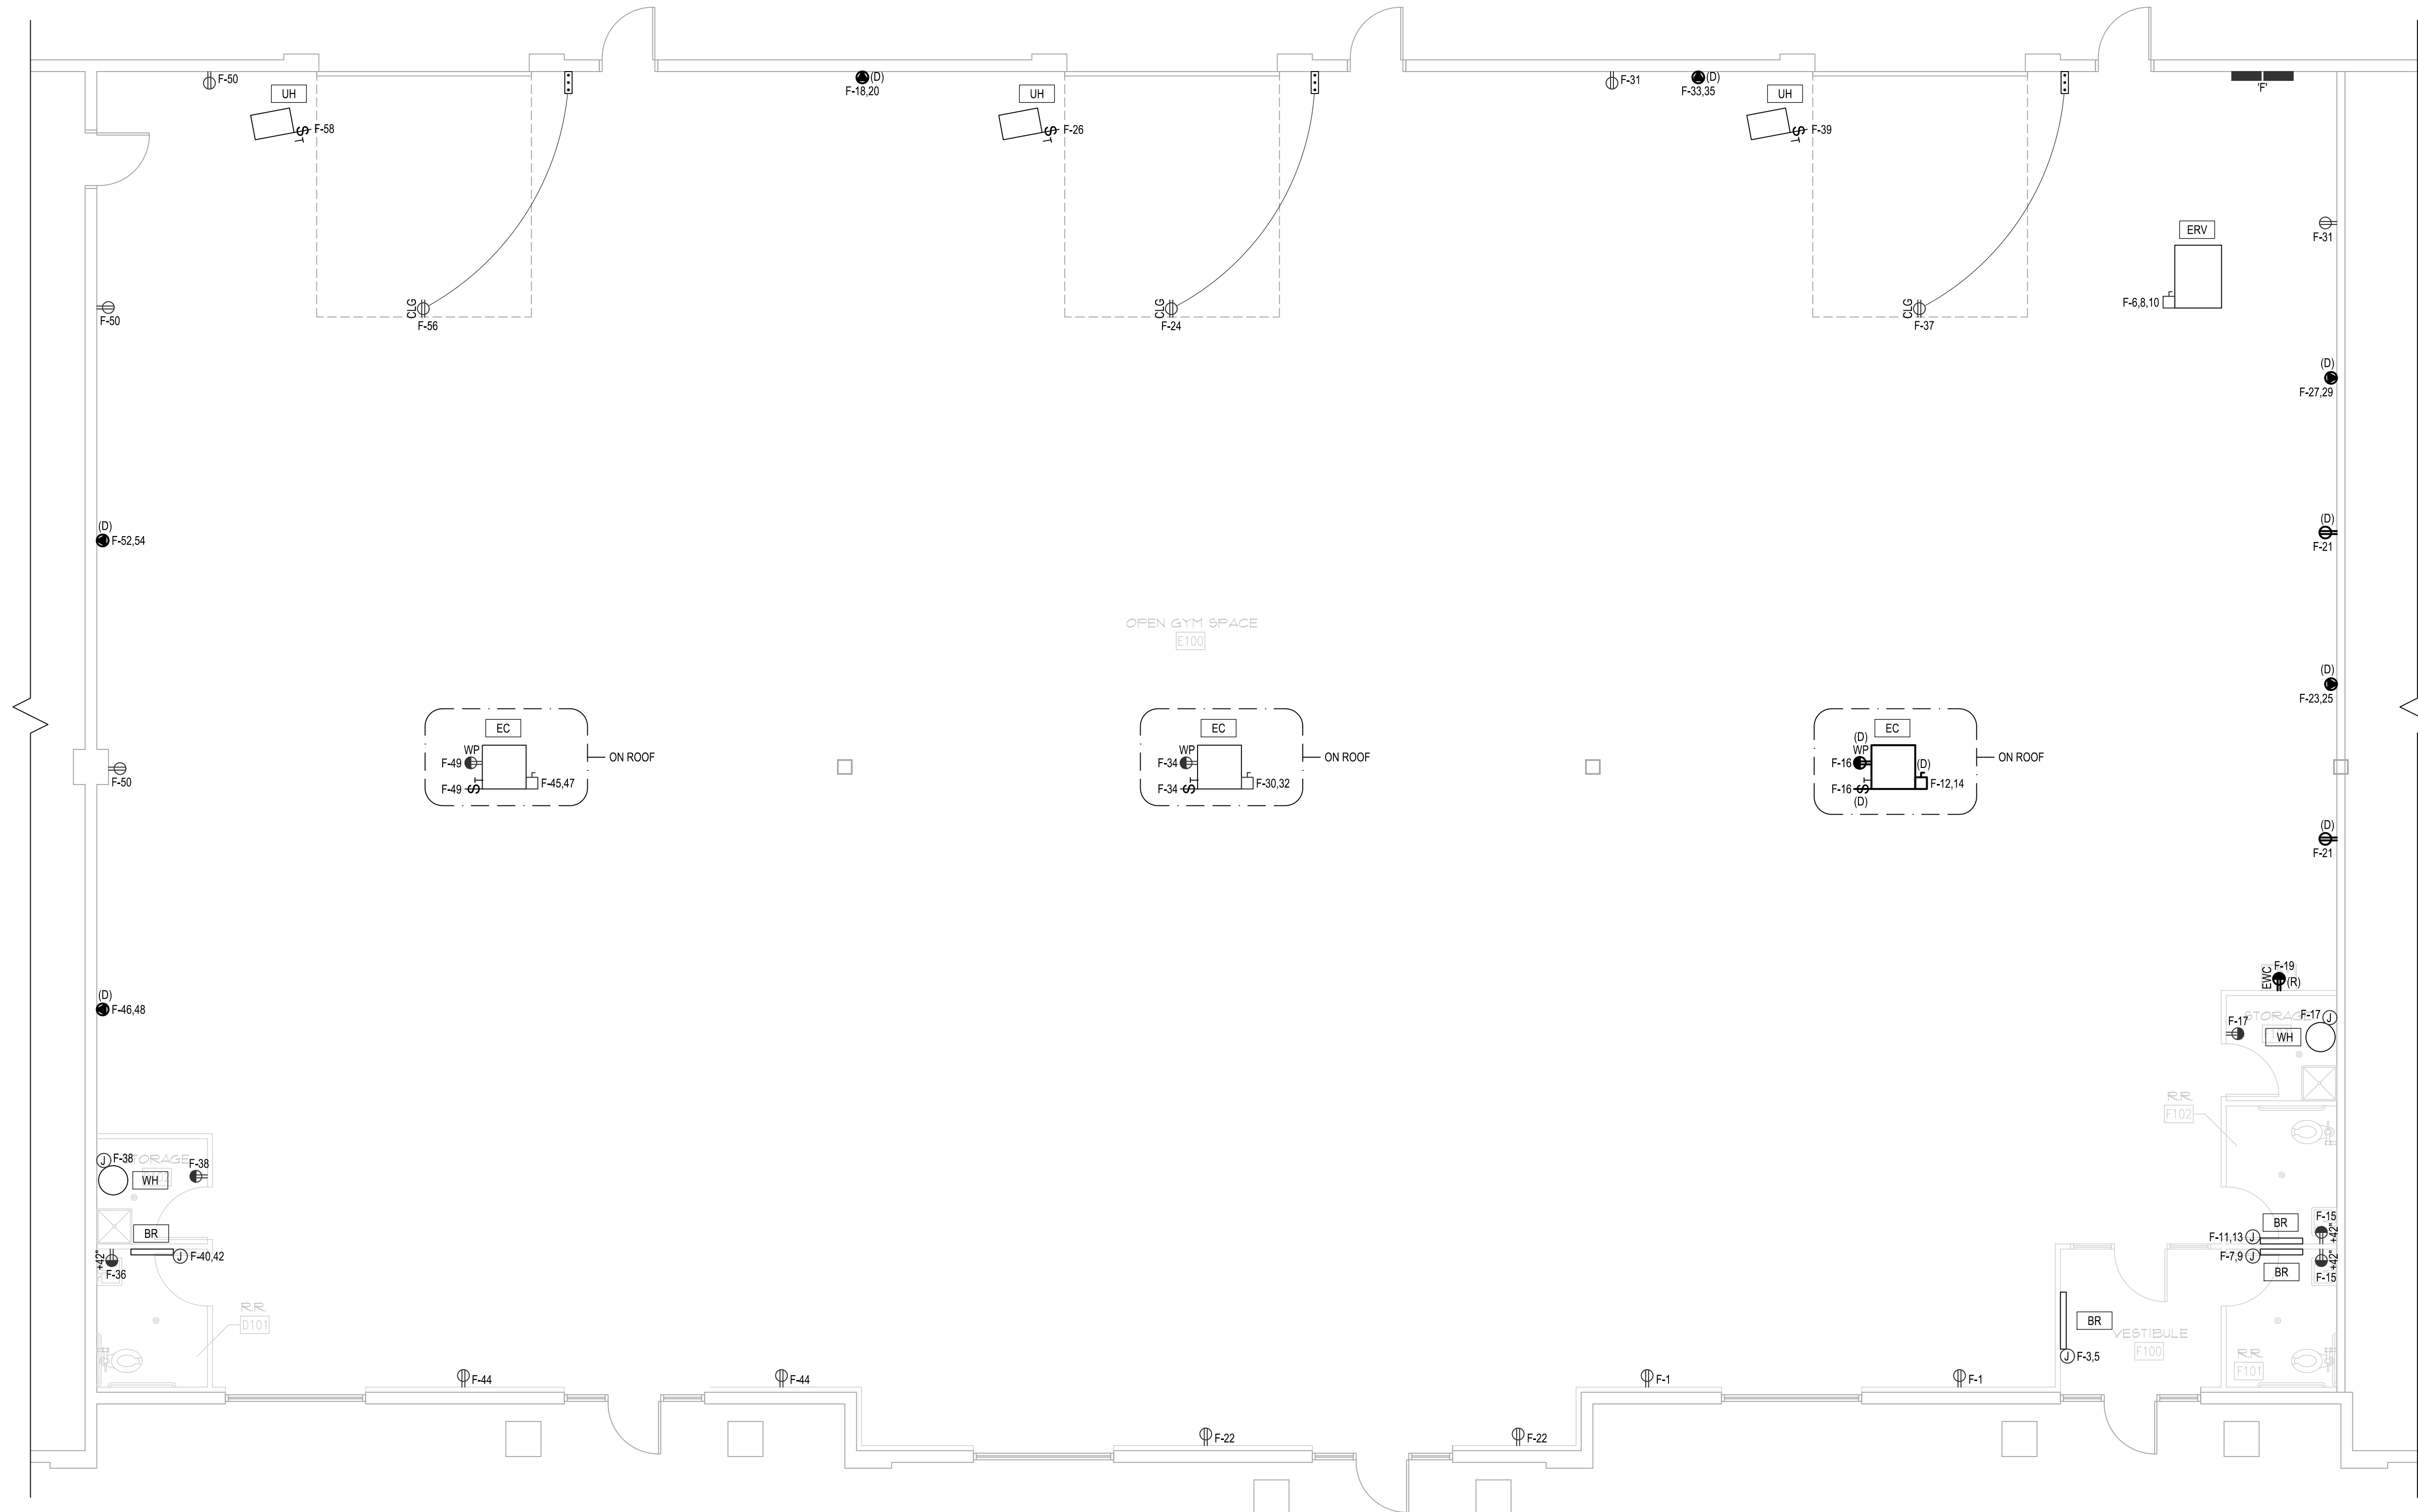 F-50
UH
S
T
F-58
(D)
F-18,20
UH
S
T
F-26
F-31
(D)
F-33,35
UH
S
T
F-39
'F'
F-31
ERV
F-6,8,10
F-50
CLG
F-56
CLG
F-24
CLG
F-37
(D)
F-27,29
(D)
F-52,54
(D)
F-21
OPEN GYM SPACE
E100
(D)
F-23,25
EC
WP
F-49
F-49
S
T
F-45,47
ON ROOF
EC
WP
F-34
F-34
S
T
F-30,32
ON ROOF
EC
(D)
WP
F-16
(D)
F-16
S
T
(D)
F-12,14
ON ROOF
F-50
(D)
F-21
F-19
EWC
(R)
(D)
F-46,48
STORAGE
F-17
F-17
J
WH
R.R.
F102
J
F-38
STORAGE
F-38
WH
BR
+42"
F-36
J
F-40,42
R.R.
D101
BR
F-15
+42"
F-11,13
J
F-7,9
J
BR
+42"
F-15
BR
VESTIBULE
F100
J
F-3,5
R.R.
F101
F-44
F-44
F-1
F-1
F-22
F-22